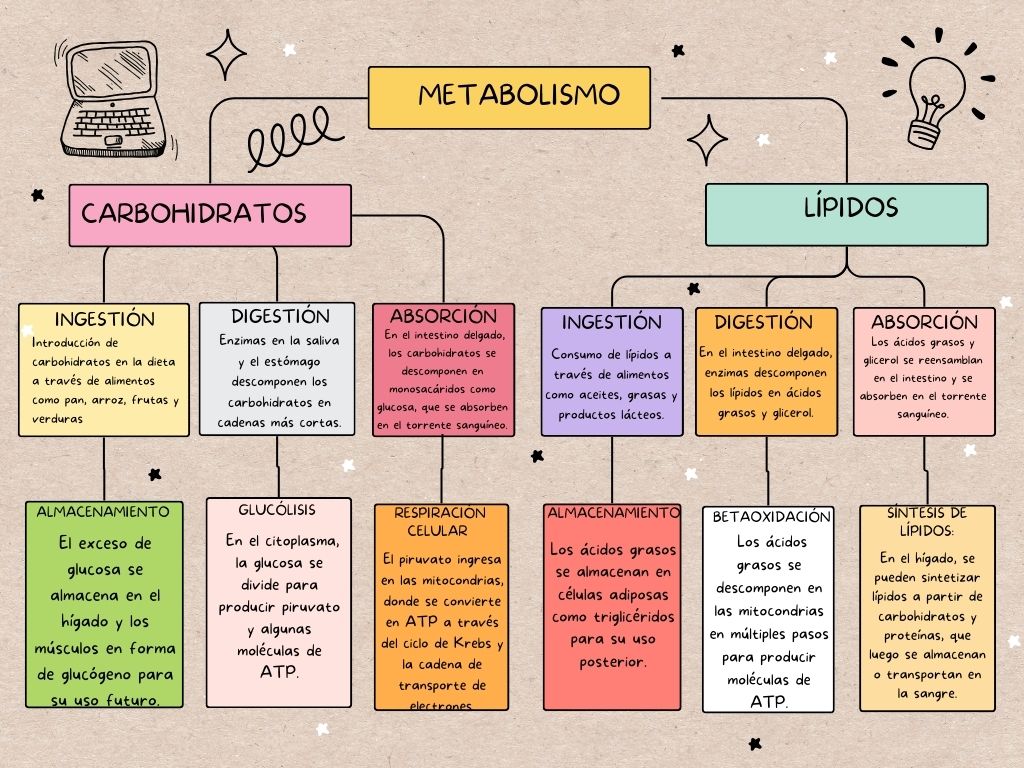 METABOLISMO
CARBOHIDRATOS
LÍPIDOS
INGESTIÓN
Introducción de
carbohidratos en la dieta
a través de alimentos
como pan, arroz, frutas y
verduras
DIGESTIÓN
Enzimas en la saliva
y el estómago
descomponen los
carbohidratos en
cadenas más cortas.
ABSORCIÓN
En el intestino delgado,
los carbohidratos se
descomponen en
monosacáridos como
glucosa, que se absorben
en el torrente sanguíneo.
INGESTIÓN
Consumo de lípidos a
través de alimentos
como aceites, grasas y
productos lácteos.
DIGESTIÓN
En el intestino delgado,
enzimas descomponen
los lípidos en ácidos
grasos y glicerol.
ABSORCIÓN
Los ácidos grasos y
glicerol se reensamblan
en el intestino y se
absorben en el torrente
sanguíneo.
ALMACENAMIENTO
El exceso de
glucosa se
almacena en el
hígado y los
músculos en forma
de glucógeno para
su uso futuro.
GLUCÓLISIS
En el citoplasma,
la glucosa se
divide para
producir piruvato
y algunas
moléculas de
ATP.
RESPIRACIÓN
CELULAR
El piruvato ingresa
en las mitocondrias,
donde se convierte
en ATP a través
del ciclo de Krebs y
la cadena de
transporte de
electrones
ALMACENAMIENTO
Los ácidos grasos
se almacenan en
células adiposas
como triglicéridos
para su uso
posterior.
BETAOXIDACIÓN
Los ácidos
grasos se
descomponen en
las mitocondrias
en múltiples pasos
para producir
moléculas de
ATP.
SÍNTESIS DE
LÍPIDOS:
En el hígado, se
pueden sintetizar
lípidos a partir de
carbohidratos y
proteínas, que
luego se almacenan
o transportan en
la sangre.